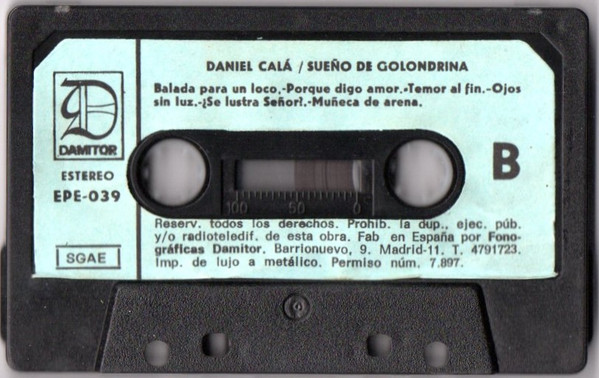 DANIEL CALÁ / SUEÑO DE GOLONDRINA
Balada para un loco,-Porque digo amor.-Temor al fin.-Ojos
sin luz.-¿Se lustra Señor?.-Muñeca de arena.
D
DAMITOR
ESTEREO
EPE-039
B
100 50 0
Reserv. todos los derechos. Prohib. la dup., ejec. púb.
y/o radioteledif. de esta obra. Fab. en España por Fono-
gráficas Damitor. Barrionuevo, 9. Madrid-11. T. 4791723.
Imp. de lujo a metálico. Permiso núm. 7.897.
SGAE